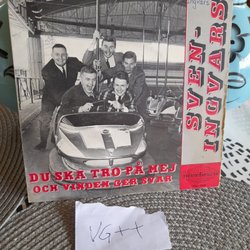 SVEN-
INGVARS
DU SKA TRO PÅ MEJ
OCH VINDEN GER SVAR
VG++